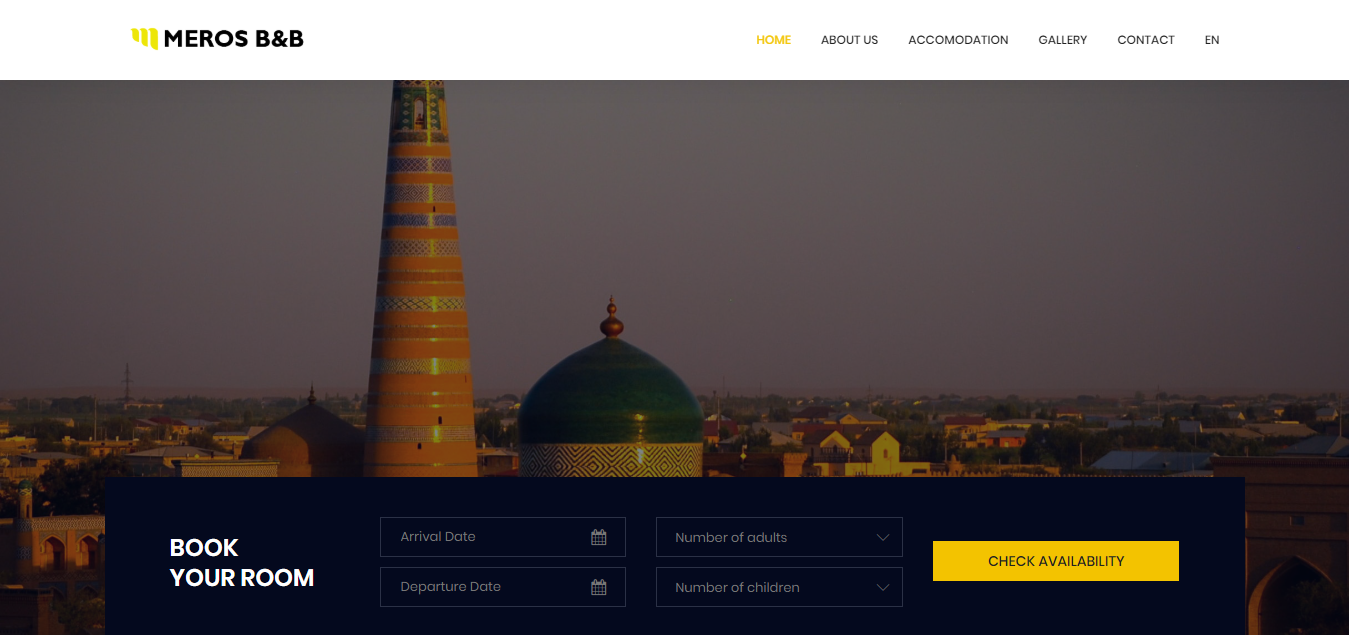 MEROS B&B
HOME
ABOUT US
ACCOMODATION
GALLERY
CONTACT
EN
BOOK
YOUR ROOM
Arrival Date
Departure Date
Number of adults
Number of children
CHECK AVAILABILITY